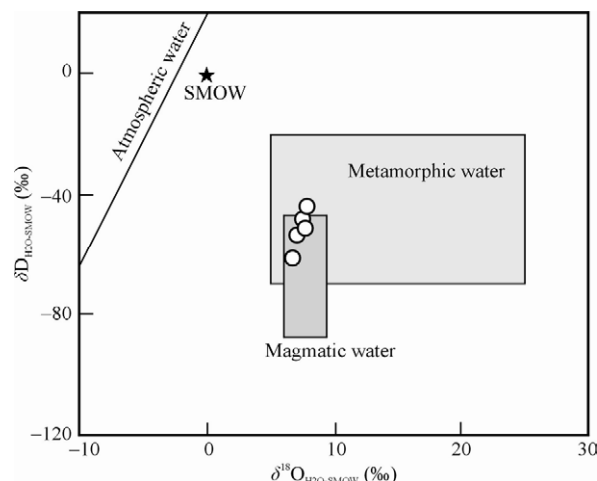 Atmospheric water
0
SMOW
Metamorphic water
−40
δD_H2O-SMOW (‰)
−80
Magmatic water
−120
−10
0
10
20
30
δ¹⁸O_H2O-SMOW (‰)